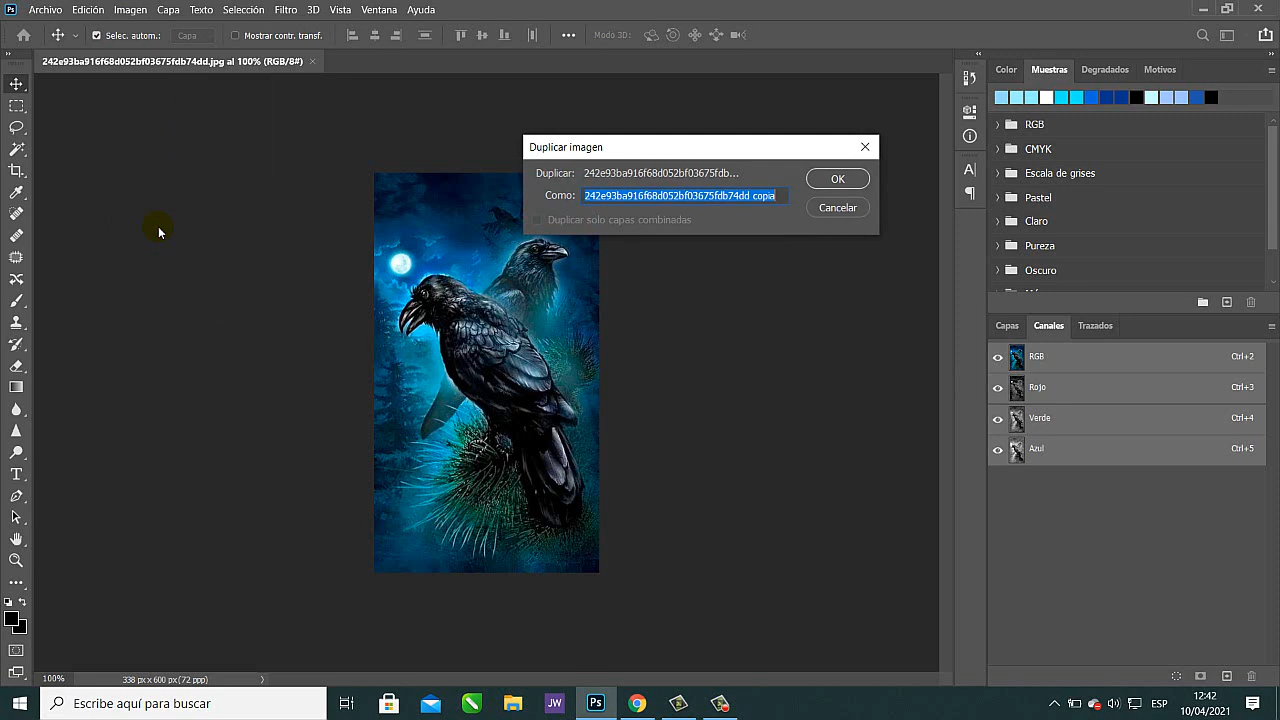 Ps Archivo Edición Imagen Capa Texto Selección Filtro 3D Vista Ventana Ayuda
Selec. autom.: Capa Mostrar contr. transf. Modo 3D:
242e93ba916f68d052bf03675fdb74dd.jpg al 100% (RGB/8#)
Color Muestras Degradados Motivos
RGB
CMYK
Escala de grises
Pastel
Claro
Pureza
Oscuro
Duplicar imagen
Duplicar: 242e93ba916f68d052bf03675fdb...
OK
Como: 242e93ba916f68d052bf03675fdb74dd copia
Cancelar
Duplicar solo capas combinadas
Capas Canales Trazados
RGB Ctrl+2
Rojo Ctrl+3
Verde Ctrl+4
Azul Ctrl+5
100% 338 px x 600 px (72 ppp)
Escribe aquí para buscar
JW
Ps
ESP
12:42
10/04/2021